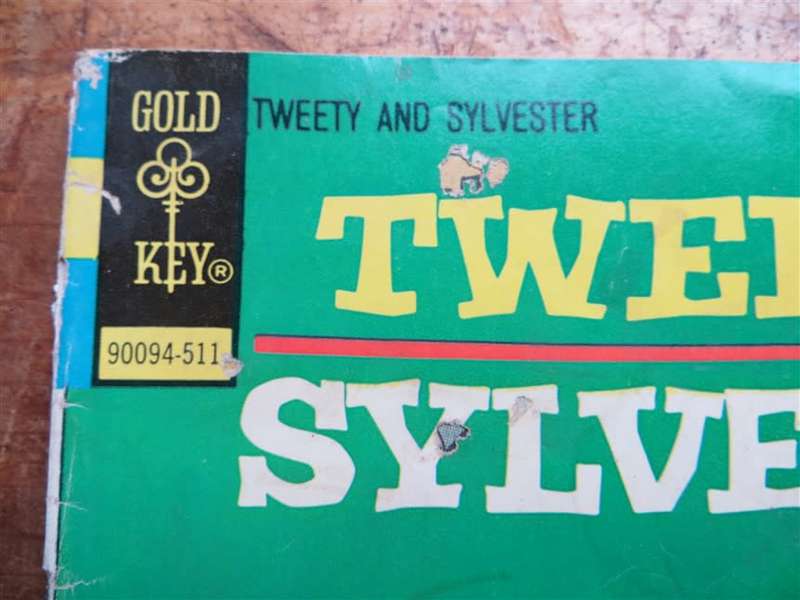 GOLD
KEY®
TWEETY AND SYLVESTER
90094-511
TWE
SYLVE